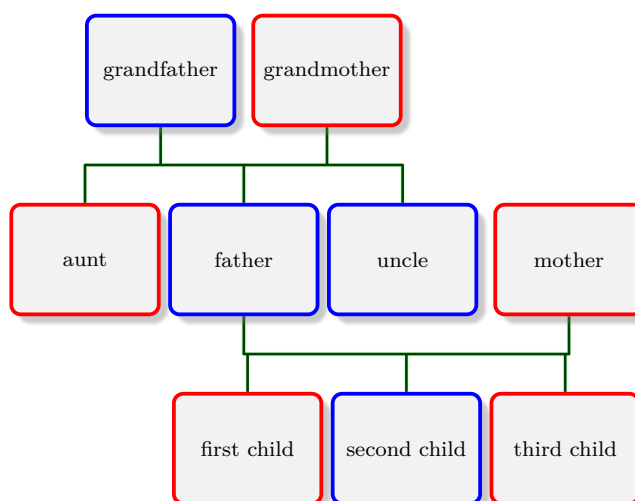 grandfather
grandmother
aunt
father
uncle
mother
first child
second child
third child